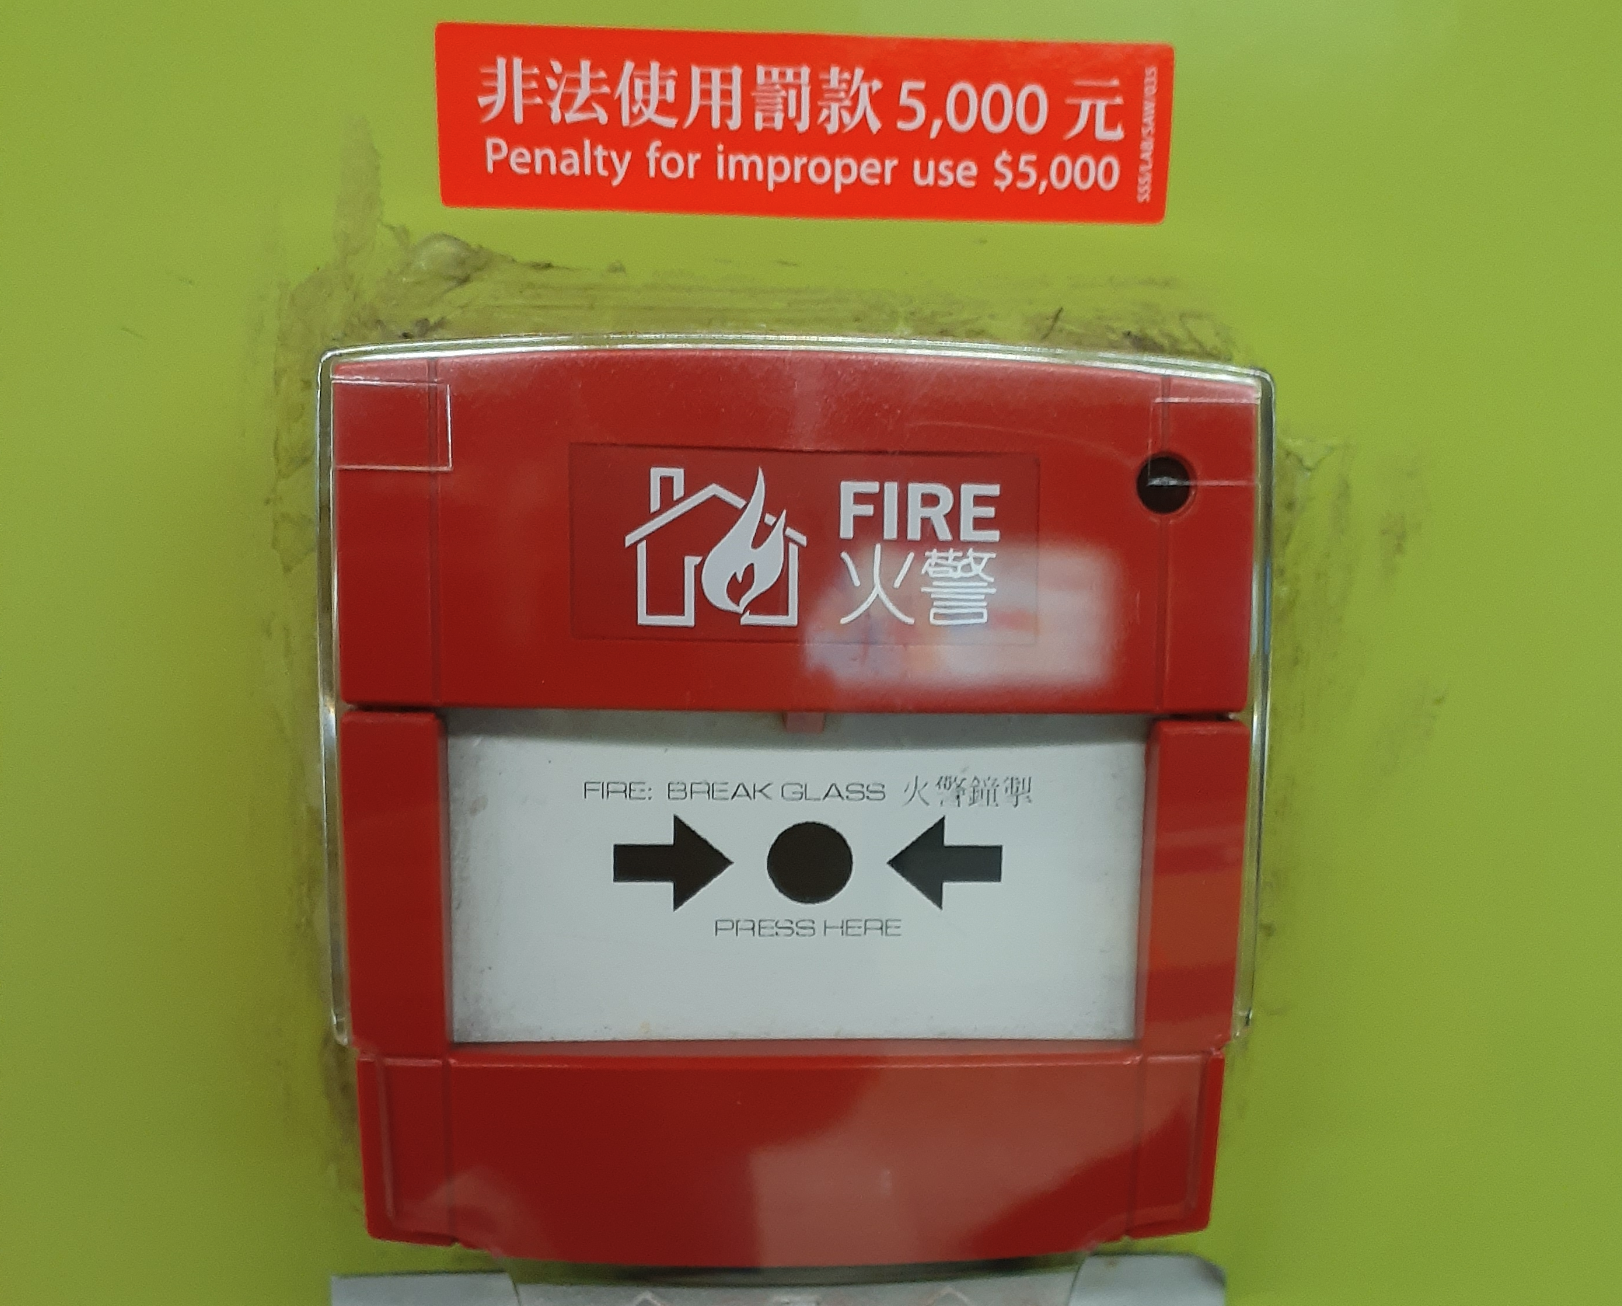 非法使用罰款 5,000 元
Penalty for improper use $5,000
FIRE
火警
FIRE: BREAK GLASS 火警鐘掣
PRESS HERE